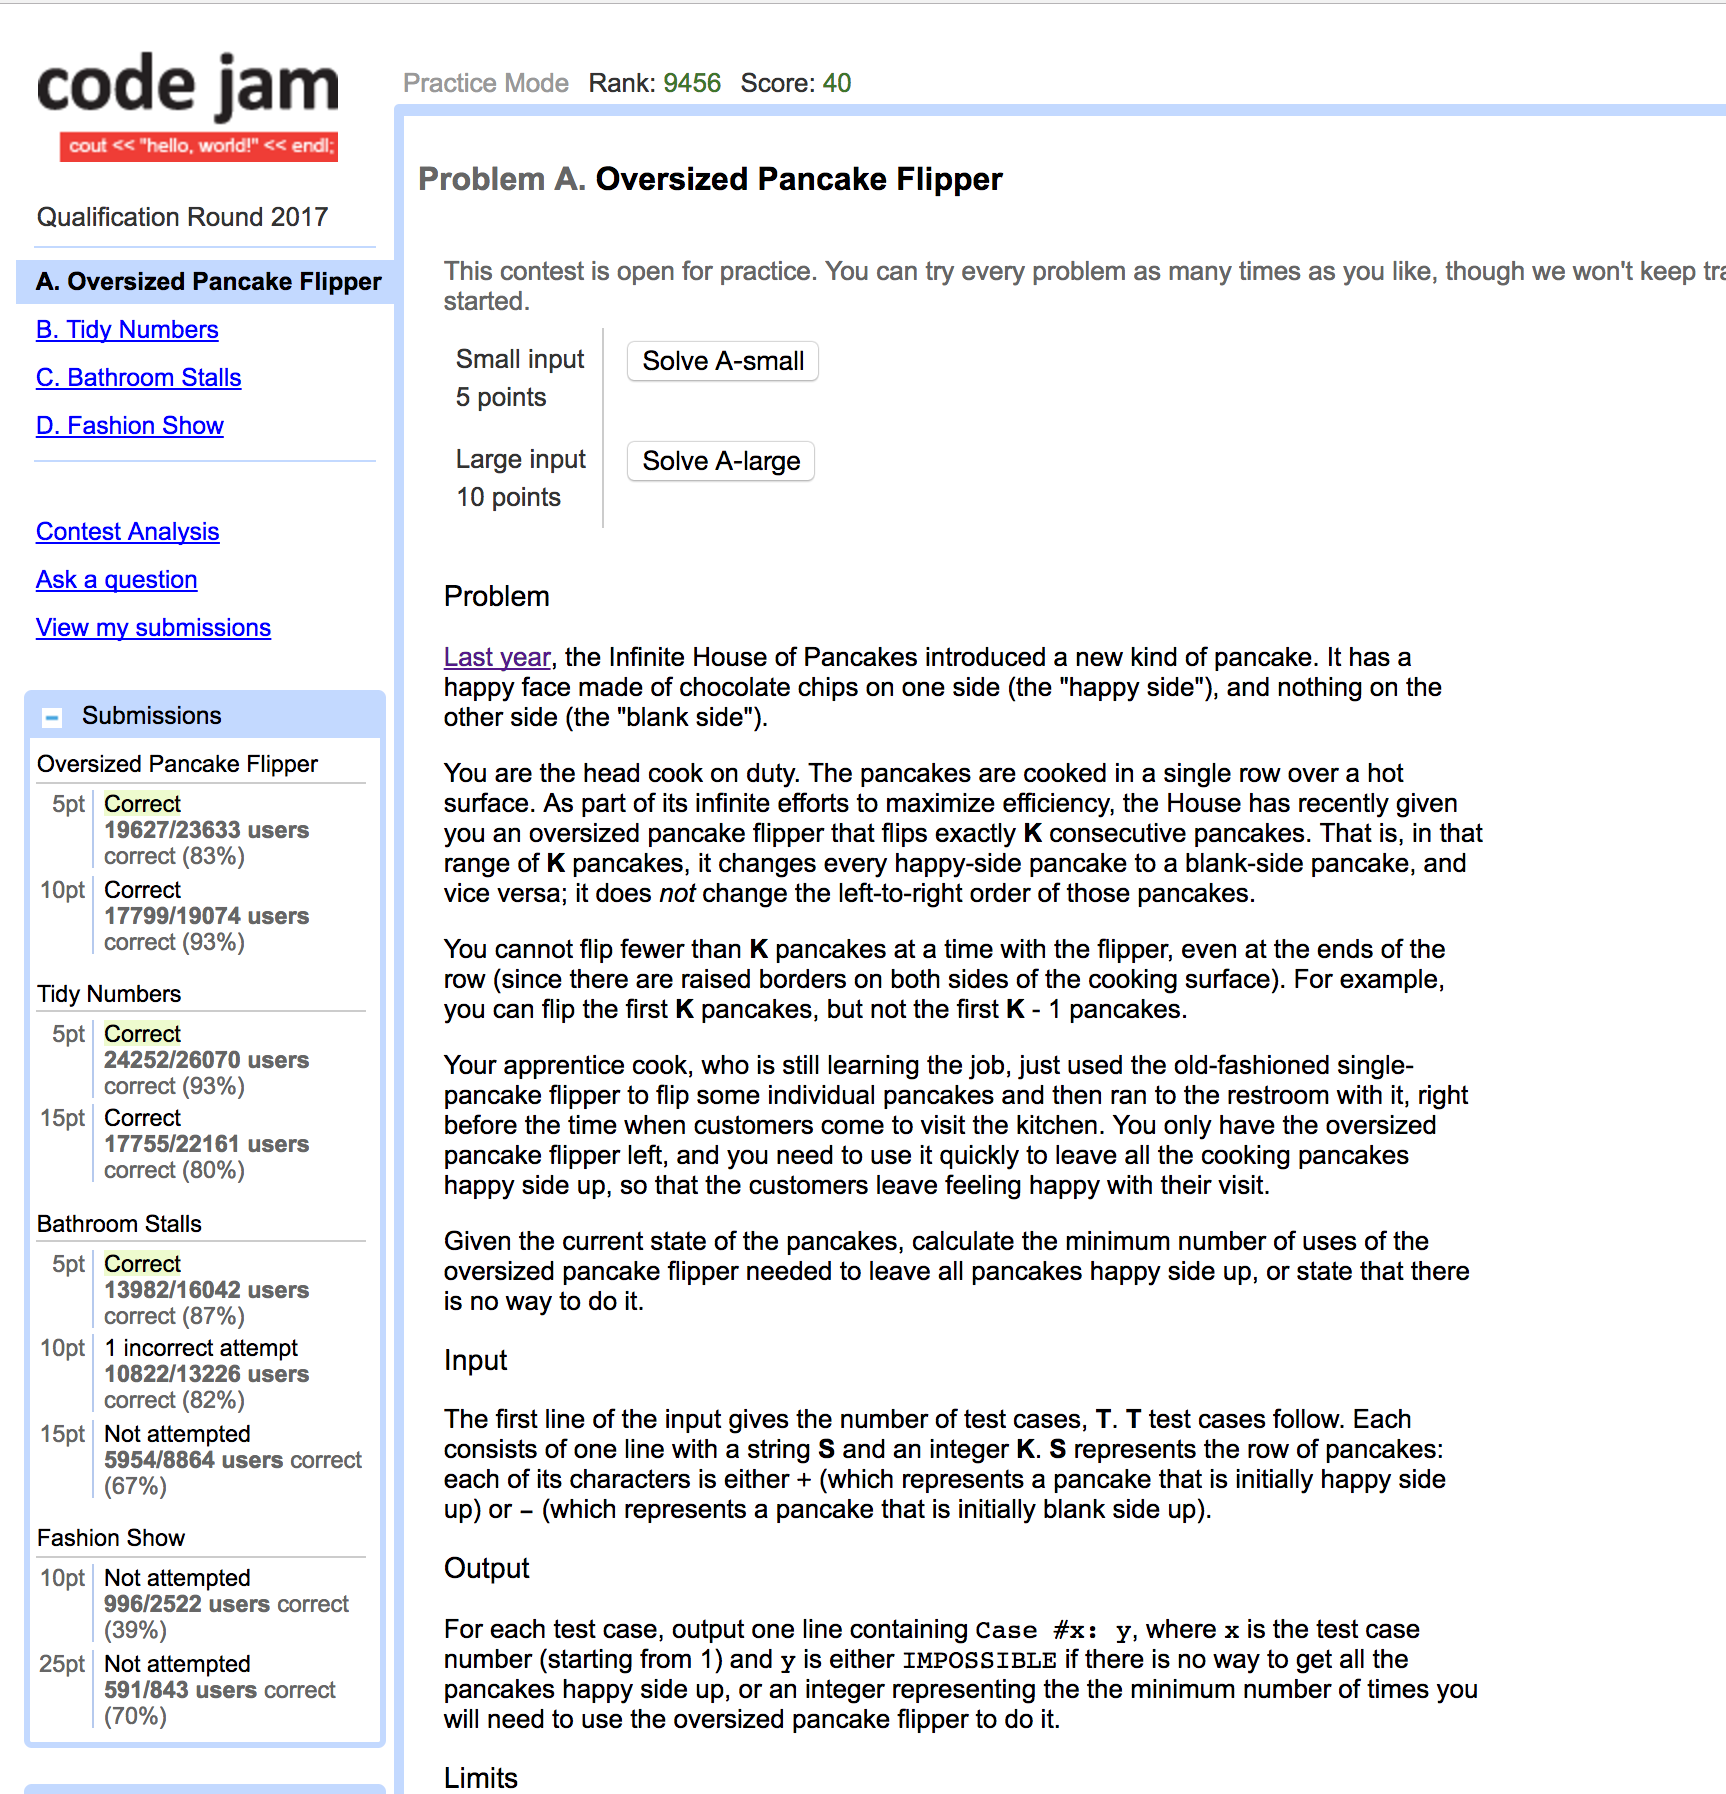 code jam
cout << "hello, world!" << endl;
Practice Mode Rank: 9456 Score: 40
Qualification Round 2017
A. Oversized Pancake Flipper
B. Tidy Numbers
C. Bathroom Stalls
D. Fashion Show
Contest Analysis
Ask a question
View my submissions
Submissions
Oversized Pancake Flipper
5pt Correct
19627/23633 users
correct (83%)
10pt Correct
17799/19074 users
correct (93%)
Tidy Numbers
5pt Correct
24252/26070 users
correct (93%)
15pt Correct
17755/22161 users
correct (80%)
Bathroom Stalls
5pt Correct
13982/16042 users
correct (87%)
10pt 1 incorrect attempt
10822/13226 users
correct (82%)
15pt Not attempted
5954/8864 users correct
(67%)
Fashion Show
10pt Not attempted
996/2522 users correct
(39%)
25pt Not attempted
591/843 users correct
(70%)
Problem A. Oversized Pancake Flipper
This contest is open for practice. You can try every problem as many times as you like, though we won't keep tra
started.
Small input
5 points
Solve A-small
Large input
10 points
Solve A-large
Problem
Last year, the Infinite House of Pancakes introduced a new kind of pancake. It has a
happy face made of chocolate chips on one side (the "happy side"), and nothing on the
other side (the "blank side").
You are the head cook on duty. The pancakes are cooked in a single row over a hot
surface. As part of its infinite efforts to maximize efficiency, the House has recently given
you an oversized pancake flipper that flips exactly K consecutive pancakes. That is, in that
range of K pancakes, it changes every happy-side pancake to a blank-side pancake, and
vice versa; it does not change the left-to-right order of those pancakes.
You cannot flip fewer than K pancakes at a time with the flipper, even at the ends of the
row (since there are raised borders on both sides of the cooking surface). For example,
you can flip the first K pancakes, but not the first K - 1 pancakes.
Your apprentice cook, who is still learning the job, just used the old-fashioned single-
pancake flipper to flip some individual pancakes and then ran to the restroom with it, right
before the time when customers come to visit the kitchen. You only have the oversized
pancake flipper left, and you need to use it quickly to leave all the cooking pancakes
happy side up, so that the customers leave feeling happy with their visit.
Given the current state of the pancakes, calculate the minimum number of uses of the
oversized pancake flipper needed to leave all pancakes happy side up, or state that there
is no way to do it.
Input
The first line of the input gives the number of test cases, T. T test cases follow. Each
consists of one line with a string S and an integer K. S represents the row of pancakes:
each of its characters is either + (which represents a pancake that is initially happy side
up) or - (which represents a pancake that is initially blank side up).
Output
For each test case, output one line containing Case #x: y, where x is the test case
number (starting from 1) and y is either IMPOSSIBLE if there is no way to get all the
pancakes happy side up, or an integer representing the the minimum number of times you
will need to use the oversized pancake flipper to do it.
Limits